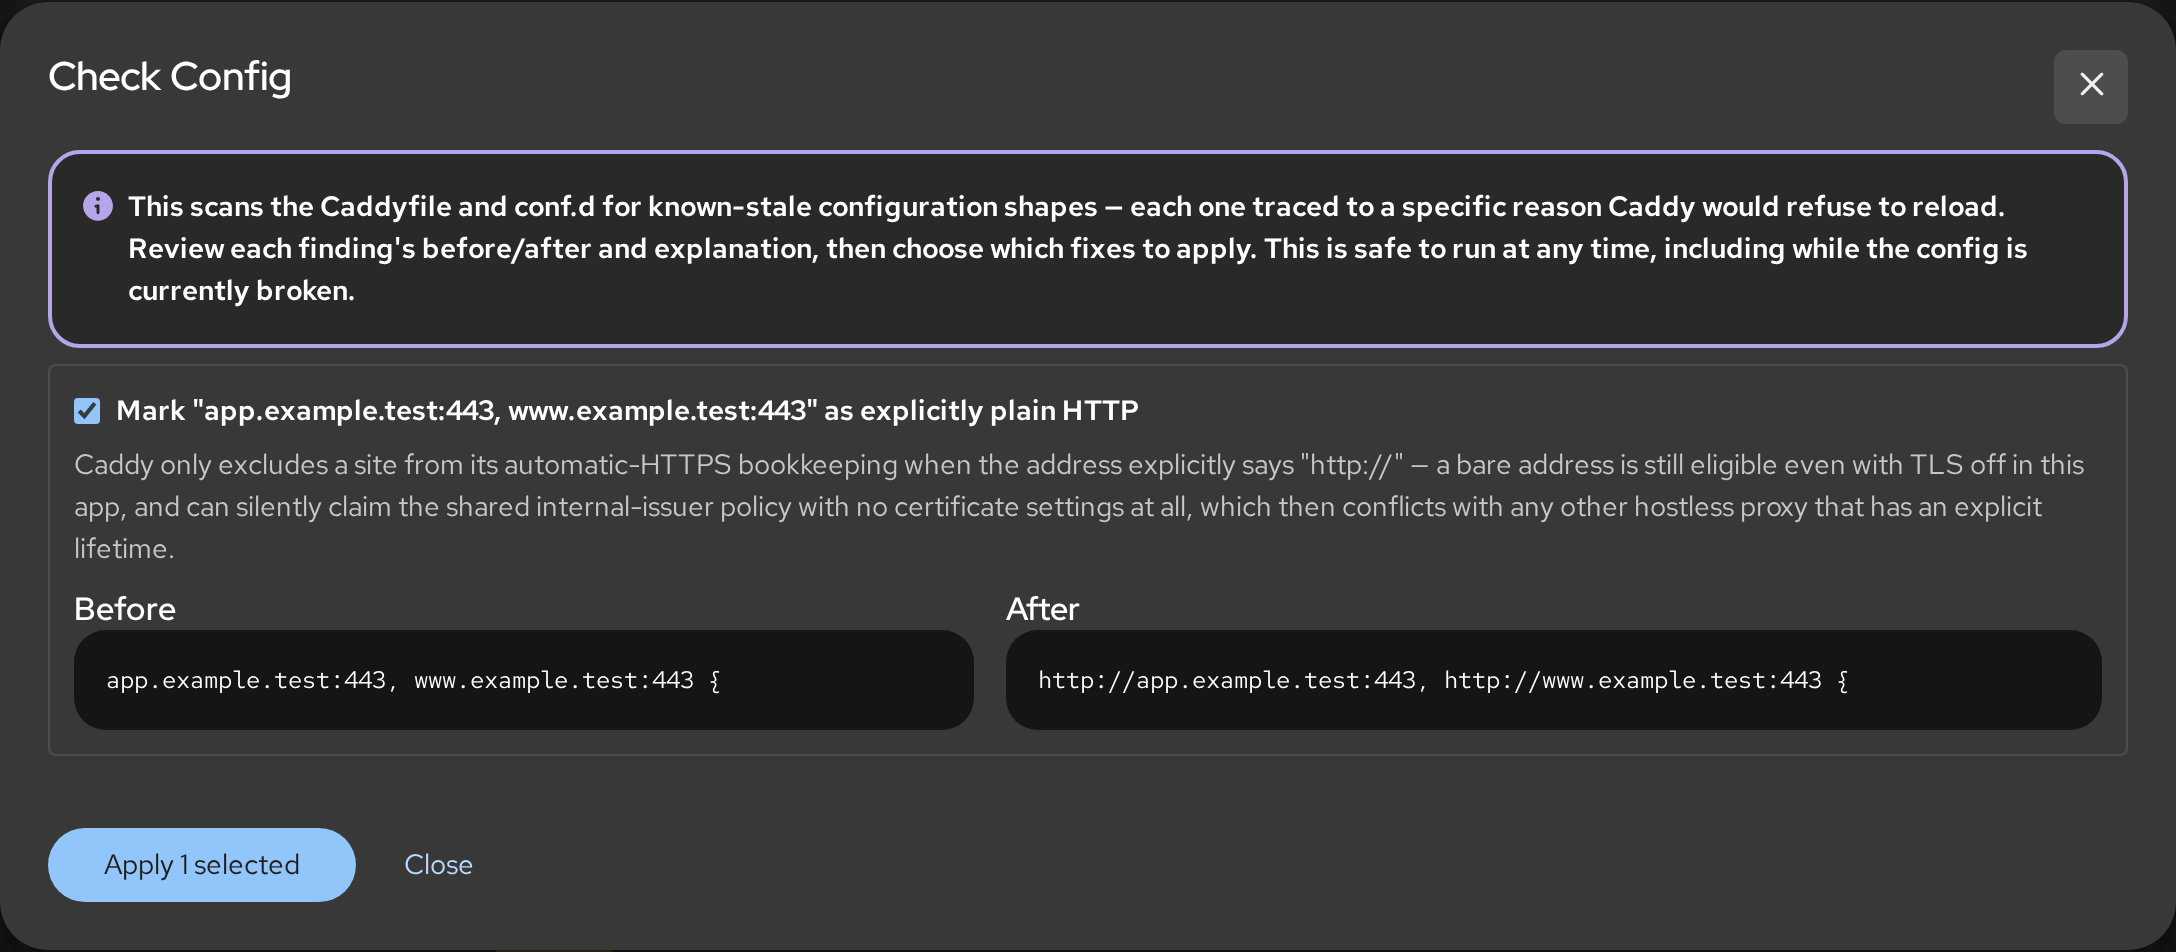 Check Config
This scans the Caddyfile and conf.d for known-stale configuration shapes — each one traced to a specific reason Caddy would refuse to reload.
Review each finding's before/after and explanation, then choose which fixes to apply. This is safe to run at any time, including while the config is
currently broken.
Mark "app.example.test:443, www.example.test:443" as explicitly plain HTTP
Caddy only excludes a site from its automatic-HTTPS bookkeeping when the address explicitly says "http://" — a bare address is still eligible even with TLS off in this
app, and can silently claim the shared internal-issuer policy with no certificate settings at all, which then conflicts with any other hostless proxy that has an explicit
lifetime.
Before
app.example.test:443, www.example.test:443 {
After
http://app.example.test:443, http://www.example.test:443 {
Apply 1 selected
Close